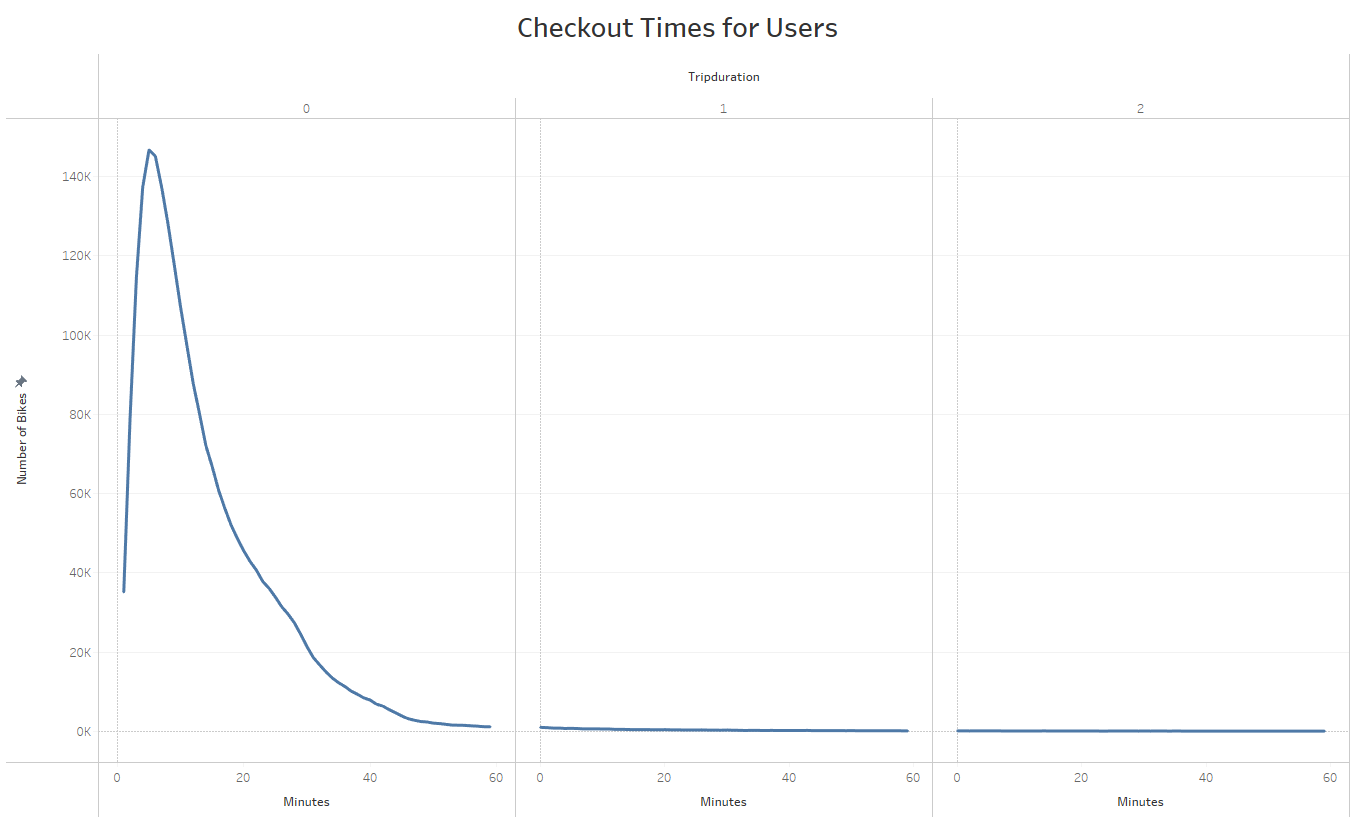 Checkout Times for Users
Tripduration
0 1 2
Number of Bikes
140K
120K
100K
80K
60K
40K
20K
0K
0 20 40 60 0 20 40 60 0 20 40 60
Minutes Minutes Minutes